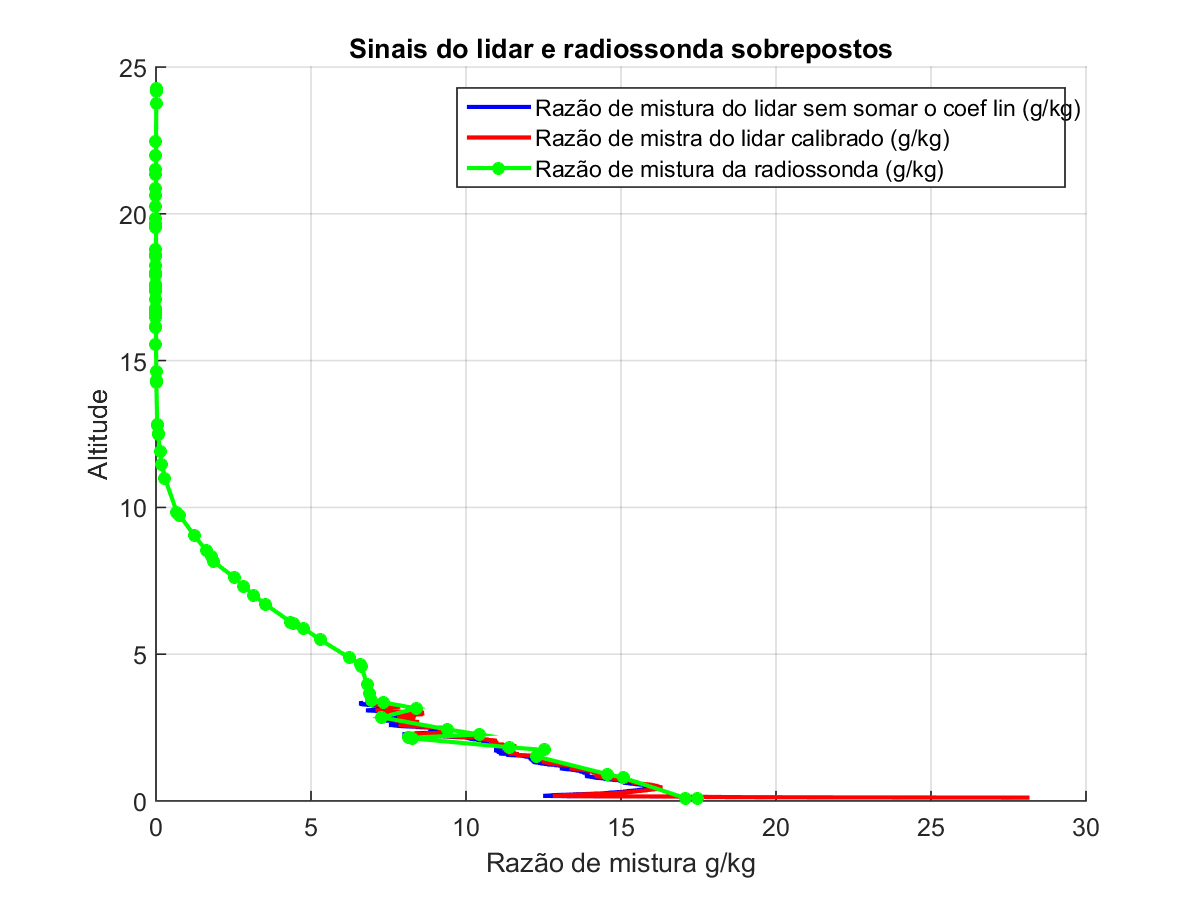 Sinais do lidar e radiossonda sobrepostos
25
20
15
10
5
0
Altitude
Razão de mistura do lidar sem somar o coef lin (g/kg)
Razão de mistra do lidar calibrado (g/kg)
Razão de mistura da radiossonda (g/kg)
0 5 10 15 20 25 30
Razão de mistura g/kg